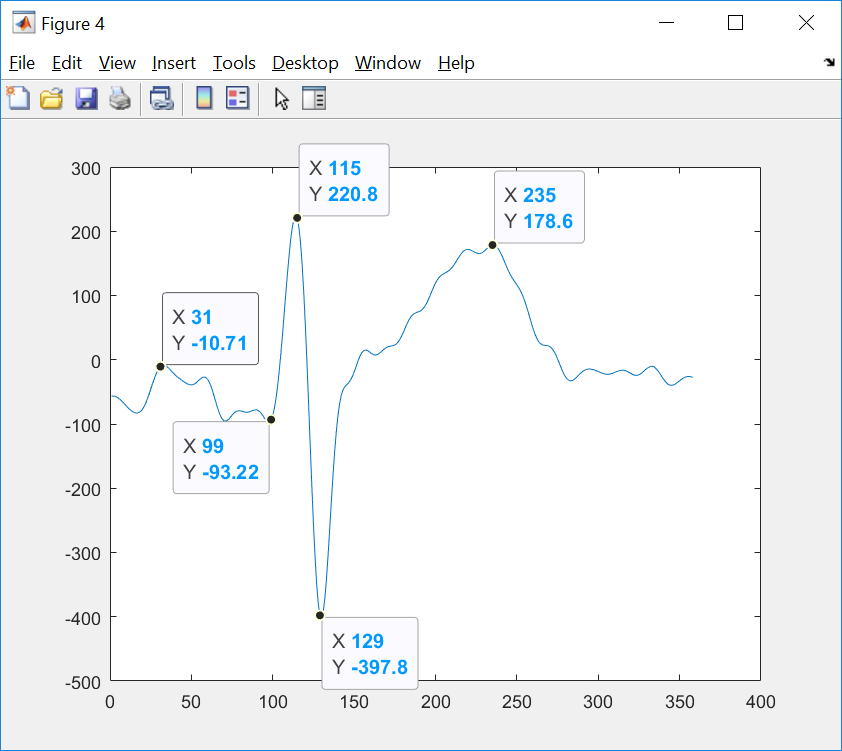 Figure 4
File Edit View Insert Tools Desktop Window Help
300
200
100
0
-100
-200
-300
-400
-500
0 50 100 150 200 250 300 350 400
X 31
Y -10.71
X 99
Y -93.22
X 115
Y 220.8
X 129
Y -397.8
X 235
Y 178.6